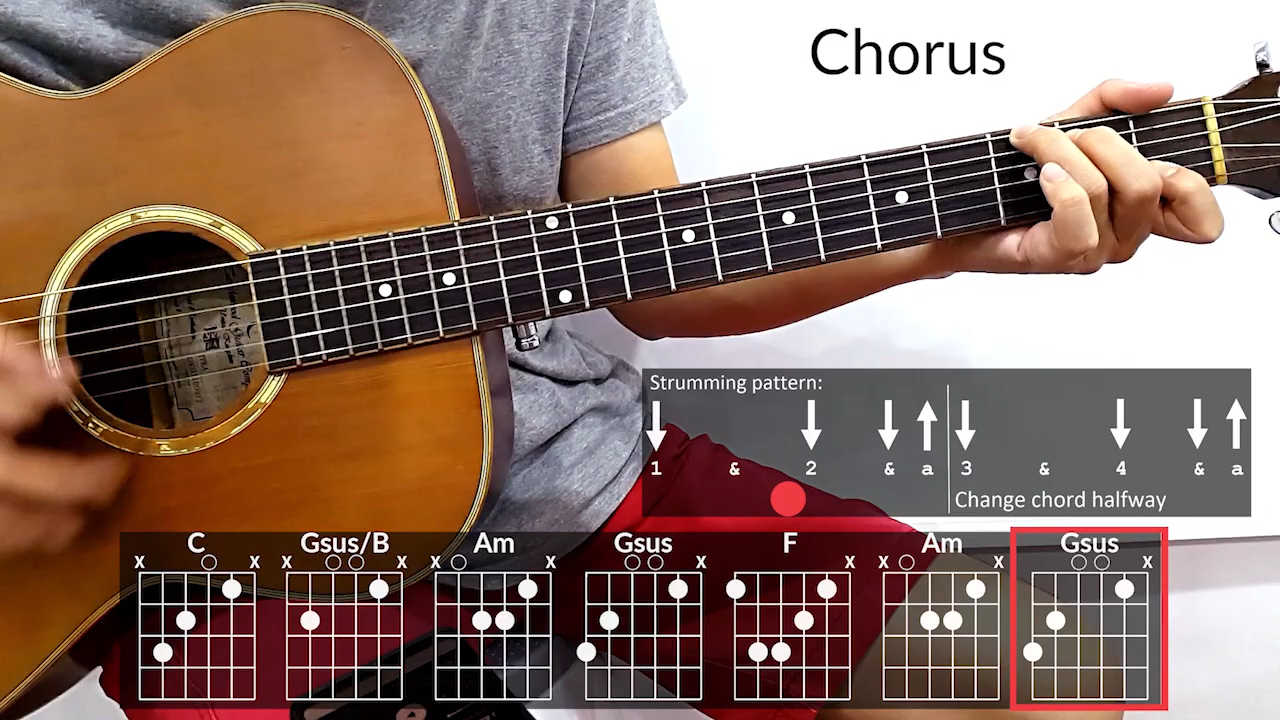 Chorus
Strumming pattern:
1 & 2 & a 3 & 4 & a
Change chord halfway
C Gsus/B Am Gsus F Am Gsus
x x x x x x x x x x